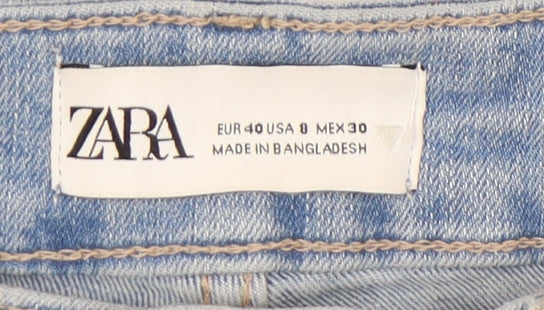 ZARA
EUR 40 USA 8 MEX 30
MADE IN BANGLADESH